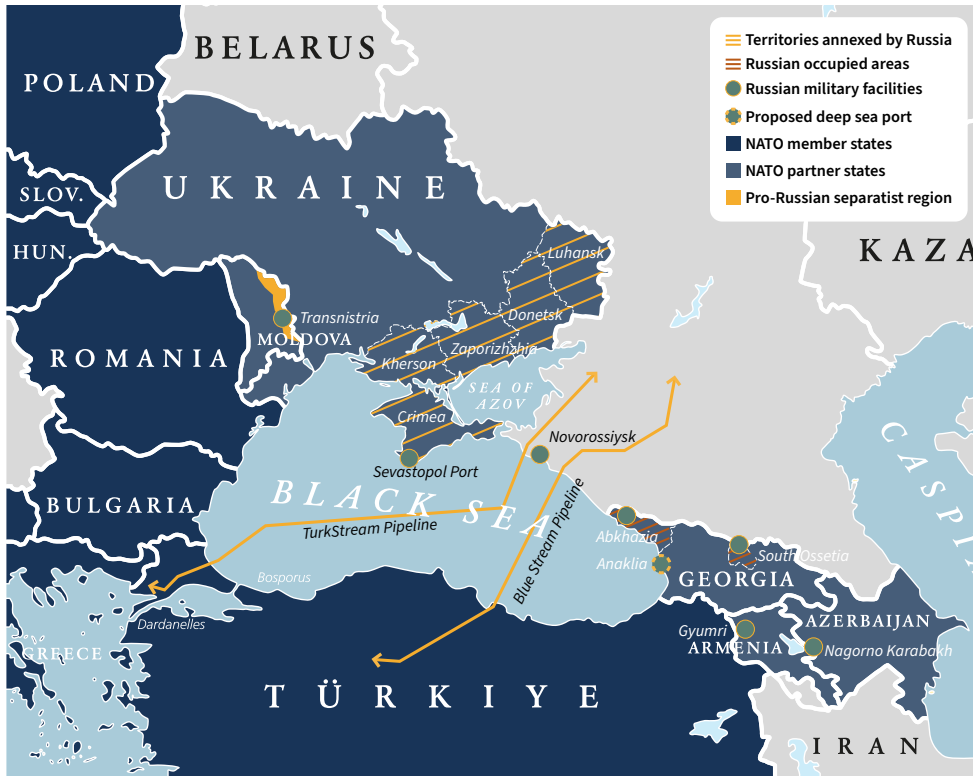 BELARUS
POLAND
Territories annexed by Russia
Russian occupied areas
Russian military facilities
Proposed deep sea port
NATO member states
NATO partner states
Pro-Russian separatist region
SLOV.
UKRAINE
HUN.
KAZA
Luhansk
Transnistria
Donetsk
MOLDOVA
ROMANIA
Zaporizhzhia
Kherson
SEA OF
AZOV
Crimea
Novorossiysk
Sevastopol Port
CASPI
BLACK SEA
BULGARIA
TurkStream Pipeline
Blue Stream Pipeline
Abkhazia
South Ossetia
Anaklia
Bosporus
GEORGIA
Dardanelles
AZERBAIJAN
Gyumri
ARMENIA
Nagorno Karabakh
GREECE
TÜRKIYE
IRAN